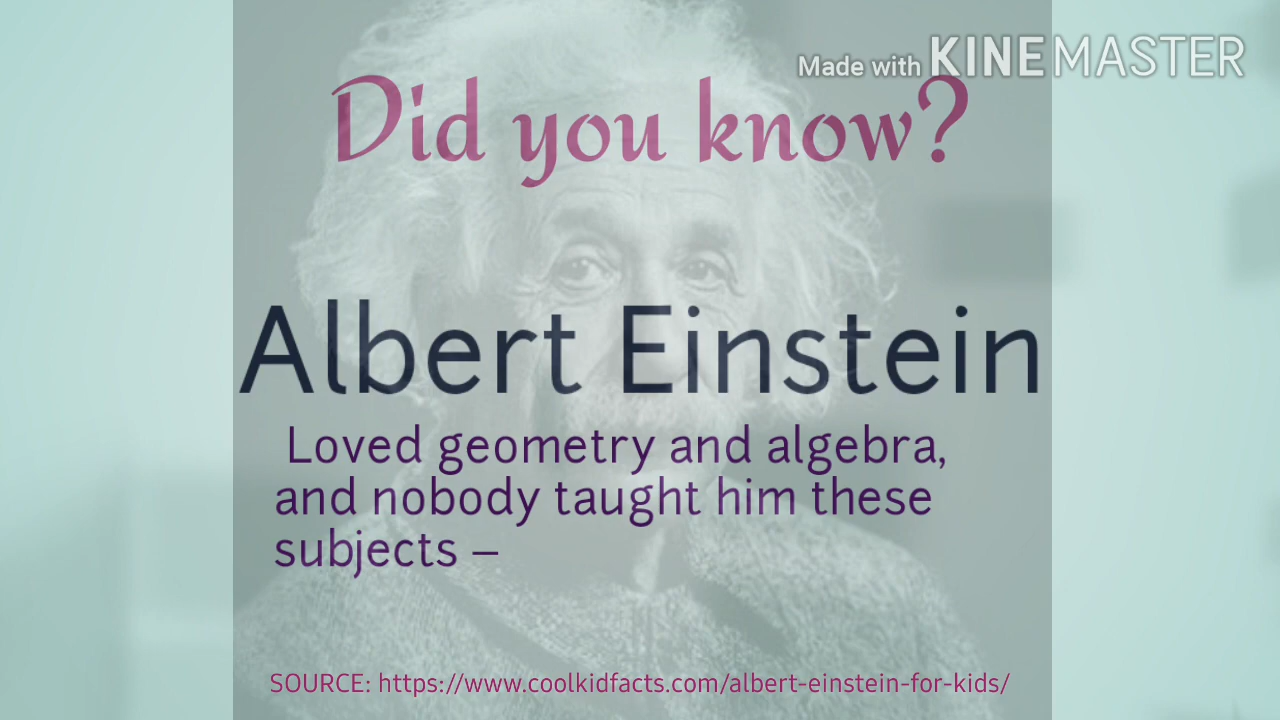 Made with KINEMASTER
Did you know?
Albert Einstein
Loved geometry and algebra,
and nobody taught him these
subjects –
SOURCE: https://www.coolkidfacts.com/albert-einstein-for-kids/